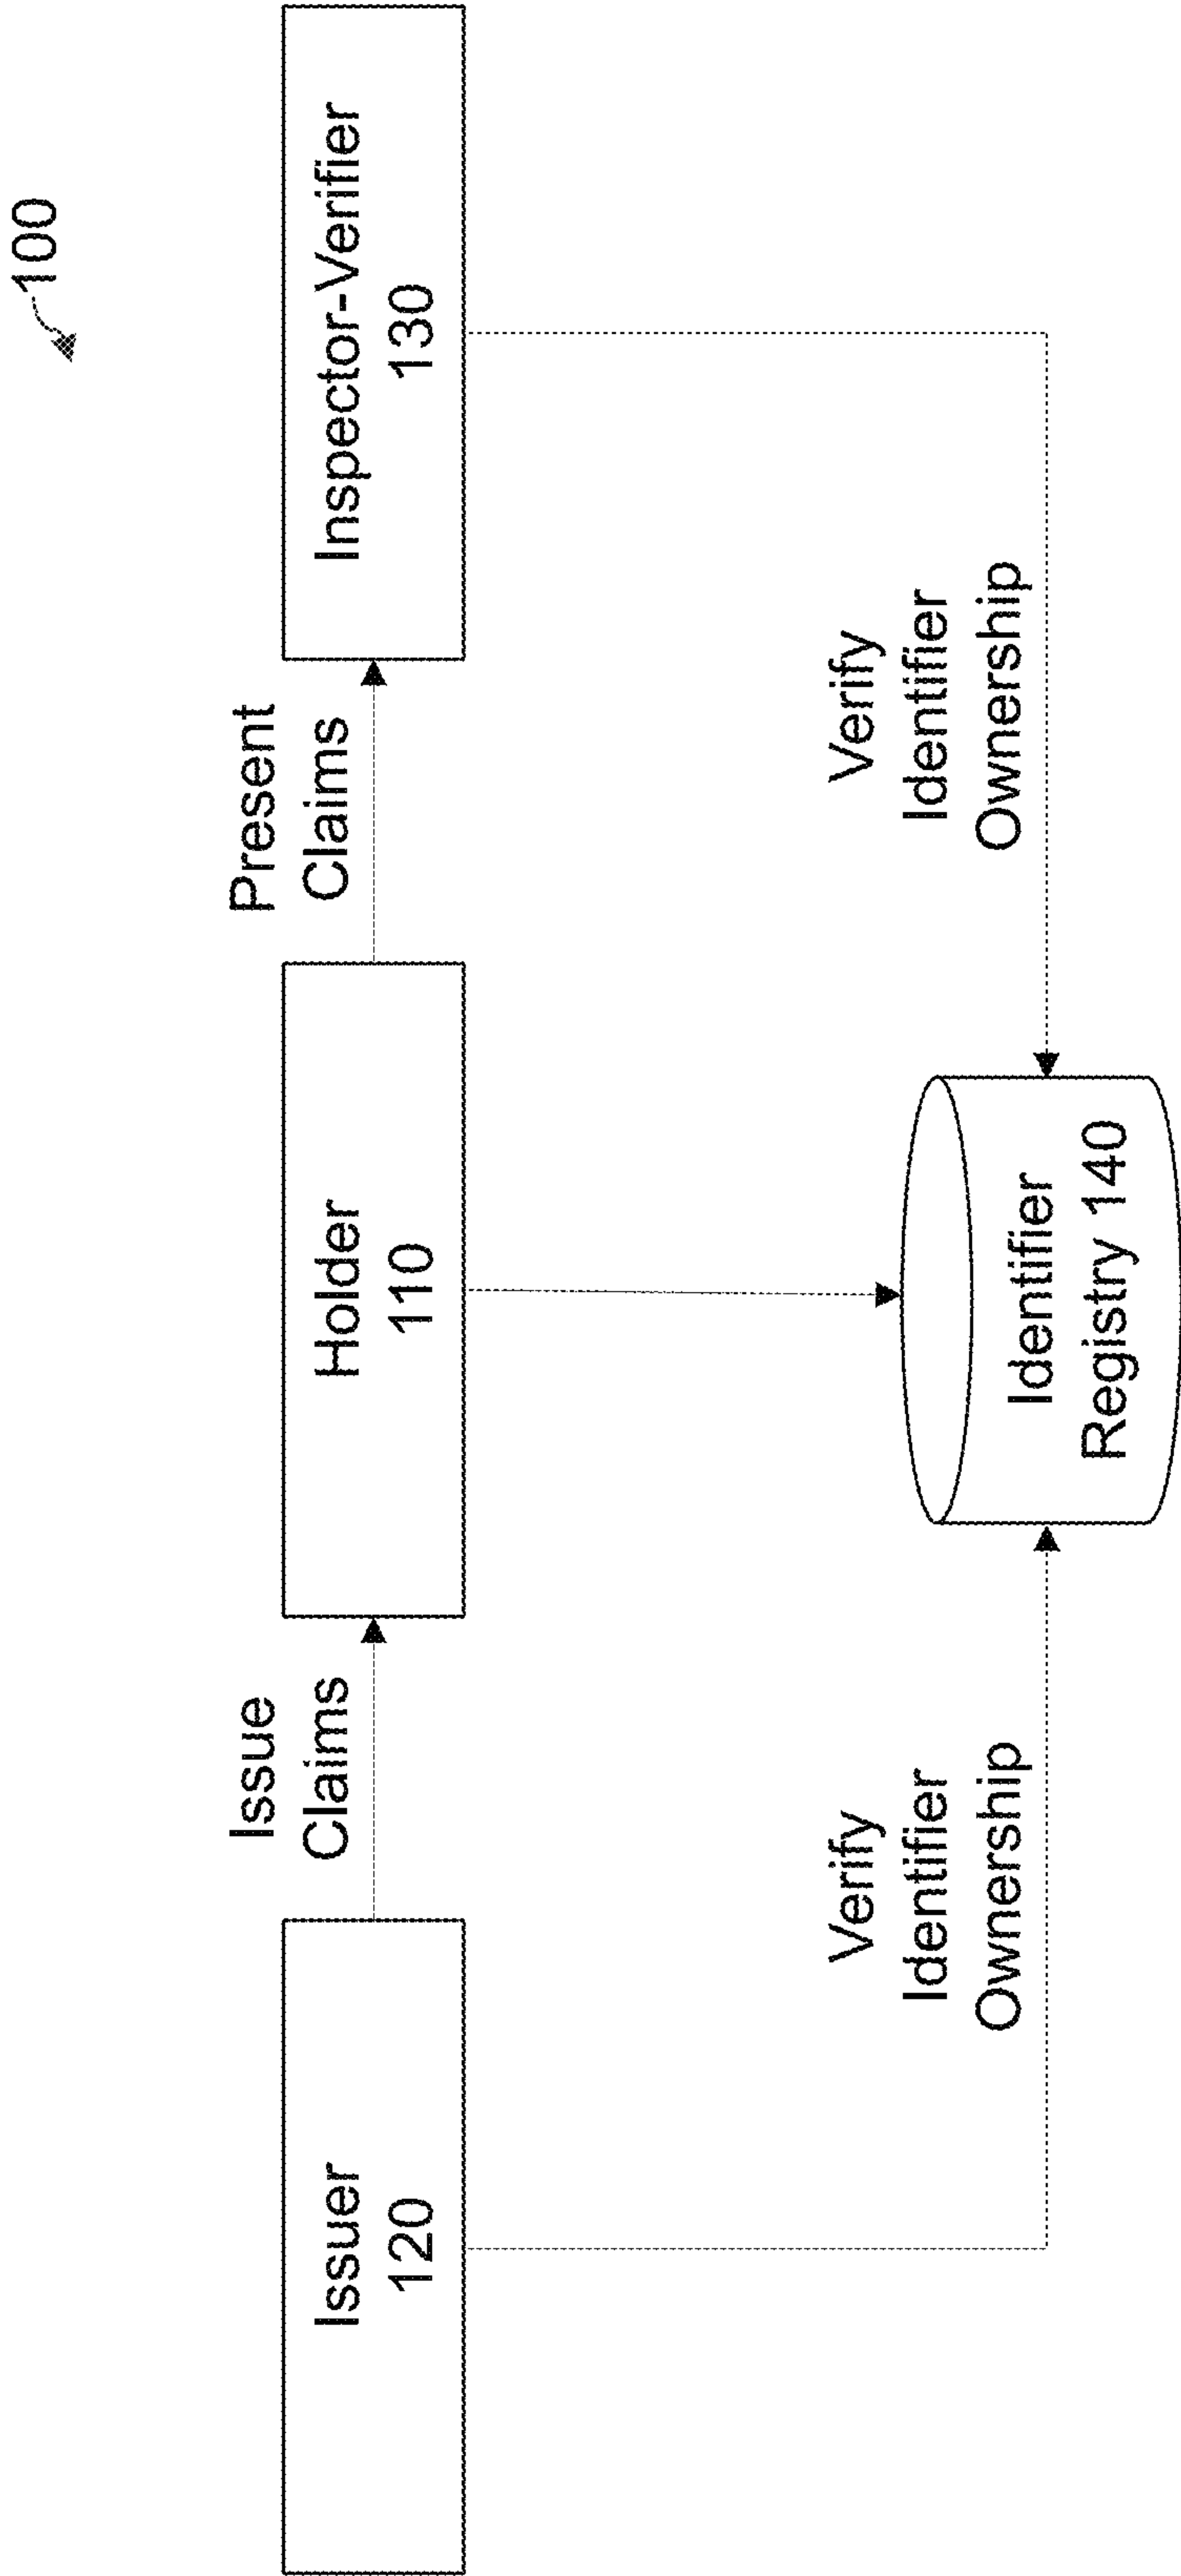 100
Issuer
120
Issue
Claims
Holder
110
Present
Claims
Inspector-Verifier
130
Verify
Identifier
Ownership
Identifier
Registry 140
Verify
Identifier
Ownership